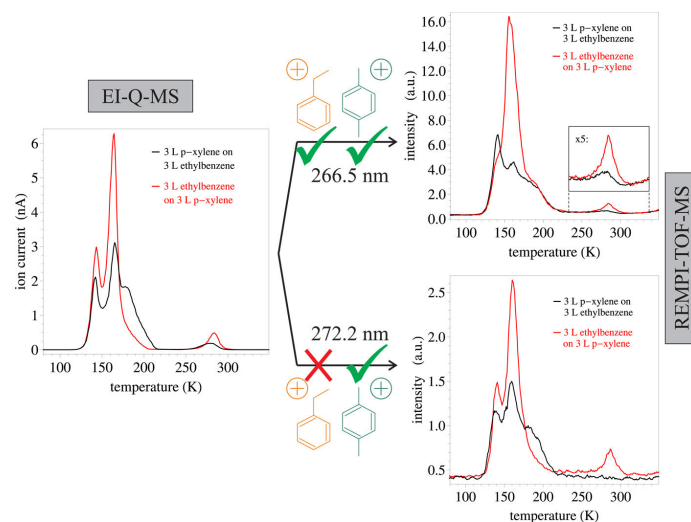 EI-Q-MS
6
5
4
3
2
1
0
ion current (nA)
3 L p−xylene on
3 L ethylbenzene
3 L ethylbenzene
on 3 L p−xylene
100
150
200
250
300
temperature (K)
+
+
266.5 nm
272.2 nm
+
+
16.0
14.0
12.0
10.0
8.0
6.0
4.0
2.0
0.0
intensity (a.u.)
3 L p−xylene on
3 L ethylbenzene
3 L ethylbenzene
on 3 L p−xylene
x5:
100
150
200
250
300
temperature (K)
2.5
2.0
1.5
1.0
0.5
intensity (a.u.)
3 L p−xylene on
3 L ethylbenzene
3 L ethylbenzene
on 3 L p−xylene
100
150
200
250
300
temperature (K)
REMPI-TOF-MS